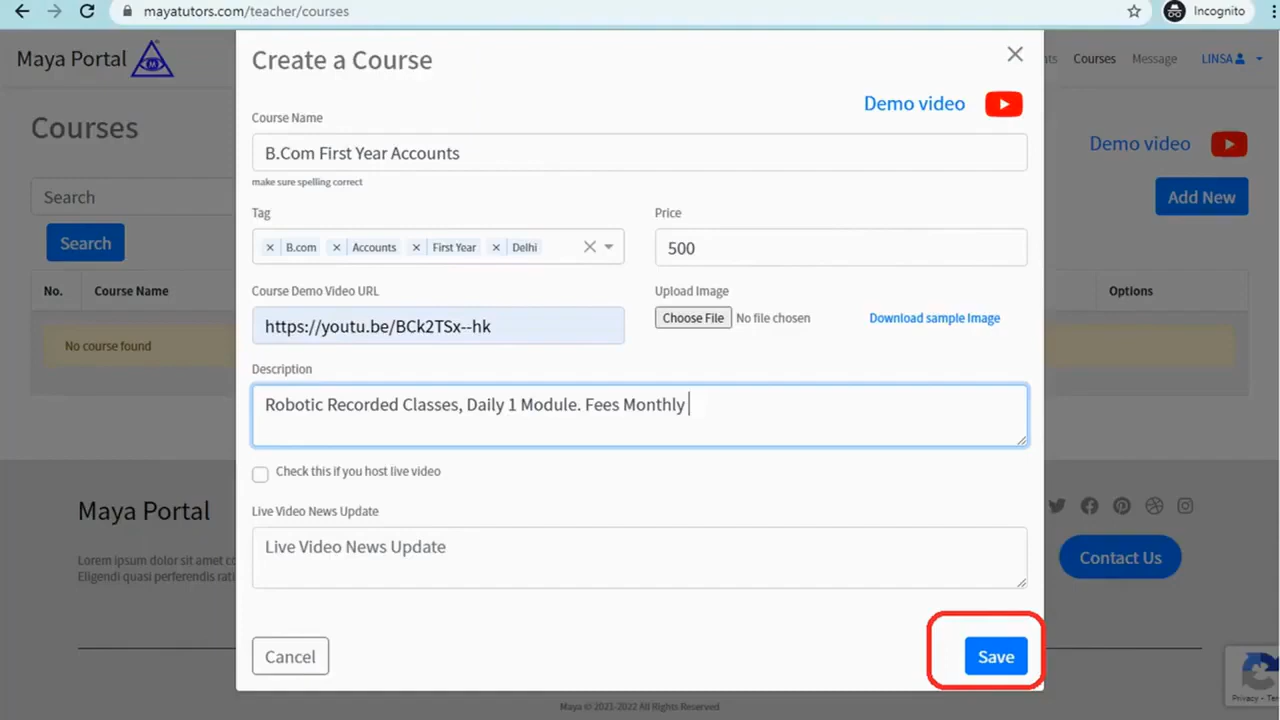 mayatutors.com/teacher/courses
Incognito
Maya Portal
Courses
Message
LINSA
Create a Course
Demo video
Course Name
B.Com First Year Accounts
make sure spelling correct
Tag
Price
B.com
Accounts
First Year
Delhi
500
Course Demo Video URL
Upload Image
https://youtu.be/BCk2TSx--hk
Choose File No file chosen
Download sample Image
Description
Robotic Recorded Classes, Daily 1 Module. Fees Monthly
Check this if you host live video
Live Video News Update
Live Video News Update
Cancel
Save
Courses
Demo video
Search
Add New
Search
No.
Course Name
Options
No course found
Maya Portal
Lorem ipsum dolor sit amet
Eligendi quasi perferendis
Contact Us
Maya © 2021-2022 All Rights Reserved
Privacy